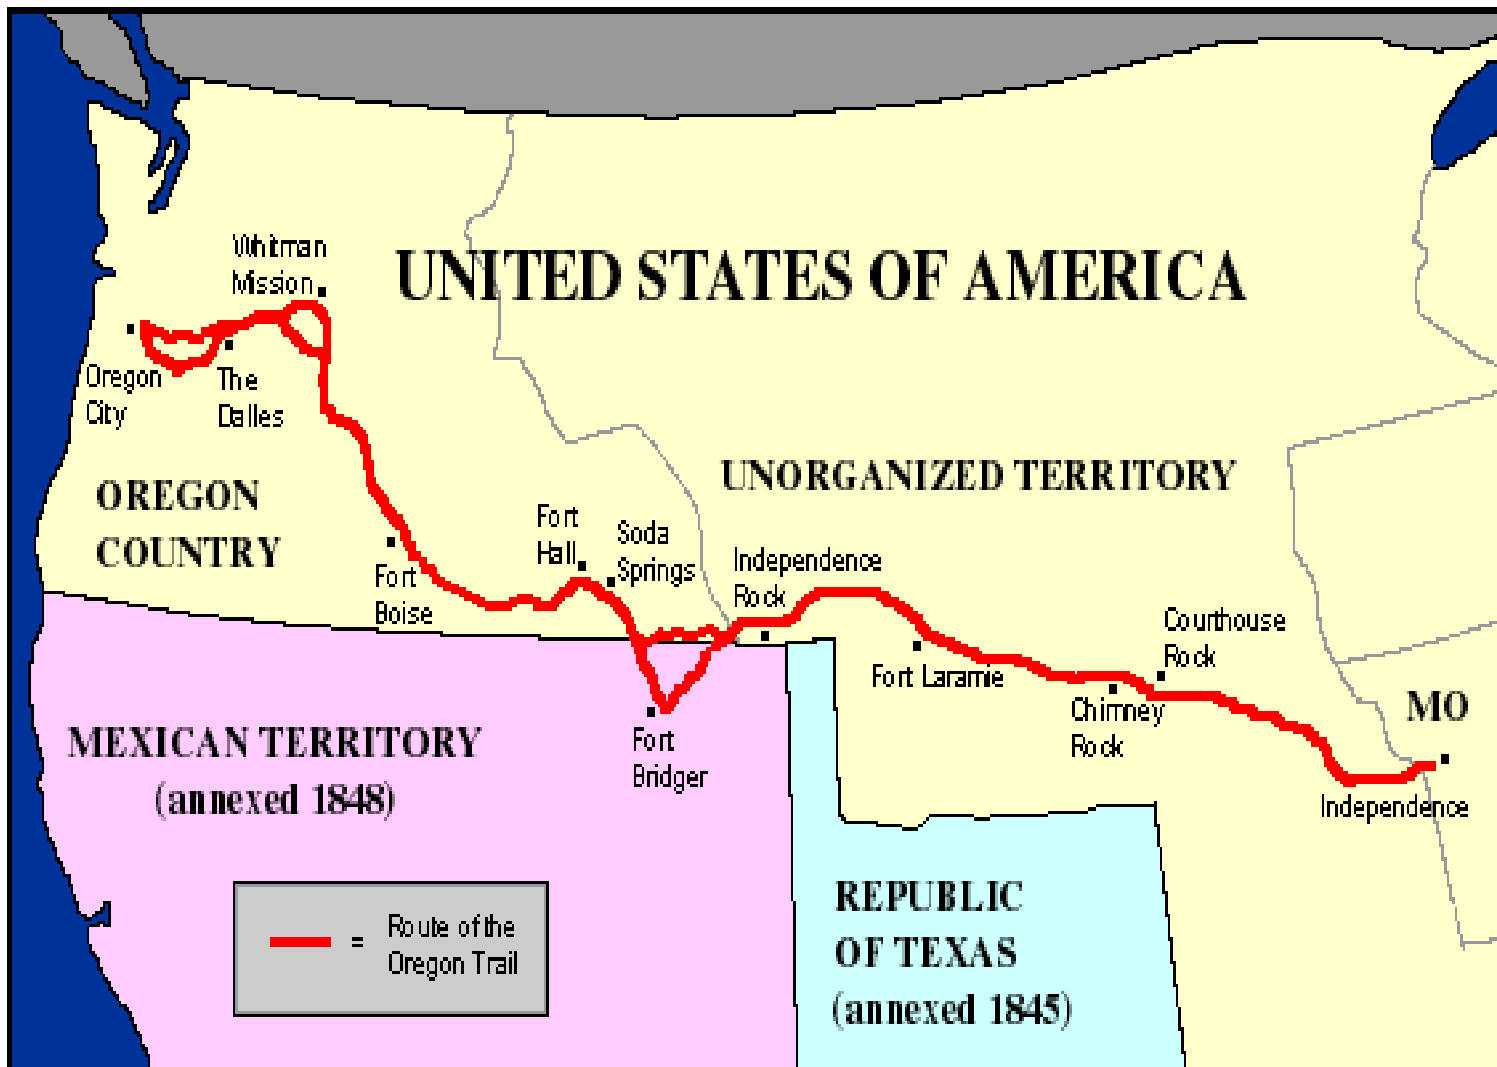 Whitman
Mission
UNITED STATES OF AMERICA
Oregon
City
The
Dalles
UNORGANIZED TERRITORY
OREGON
COUNTRY
Fort
Hall
Soda
Springs
Independence
Rock
Fort
Boise
Courthouse
Rock
Fort Laramie
Chimney
Rock
MO
MEXICAN TERRITORY
(annexed 1848)
Fort
Bridger
Independence
REPUBLIC
OF TEXAS
(annexed 1845)
= Route of the
Oregon Trail